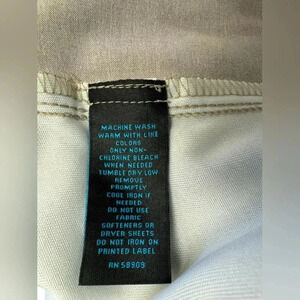 MACHINE WASH
WARM WITH LIKE
COLORS
ONLY NON-
CHLORINE BLEACH
WHEN NEEDED
TUMBLE DRY LOW
REMOVE
PROMPTLY
COOL IRON IF
NEEDED
DO NOT USE
FABRIC
SOFTENERS OR
DRYER SHEETS
DO NOT IRON ON
PRINTED LABEL
RN 58909